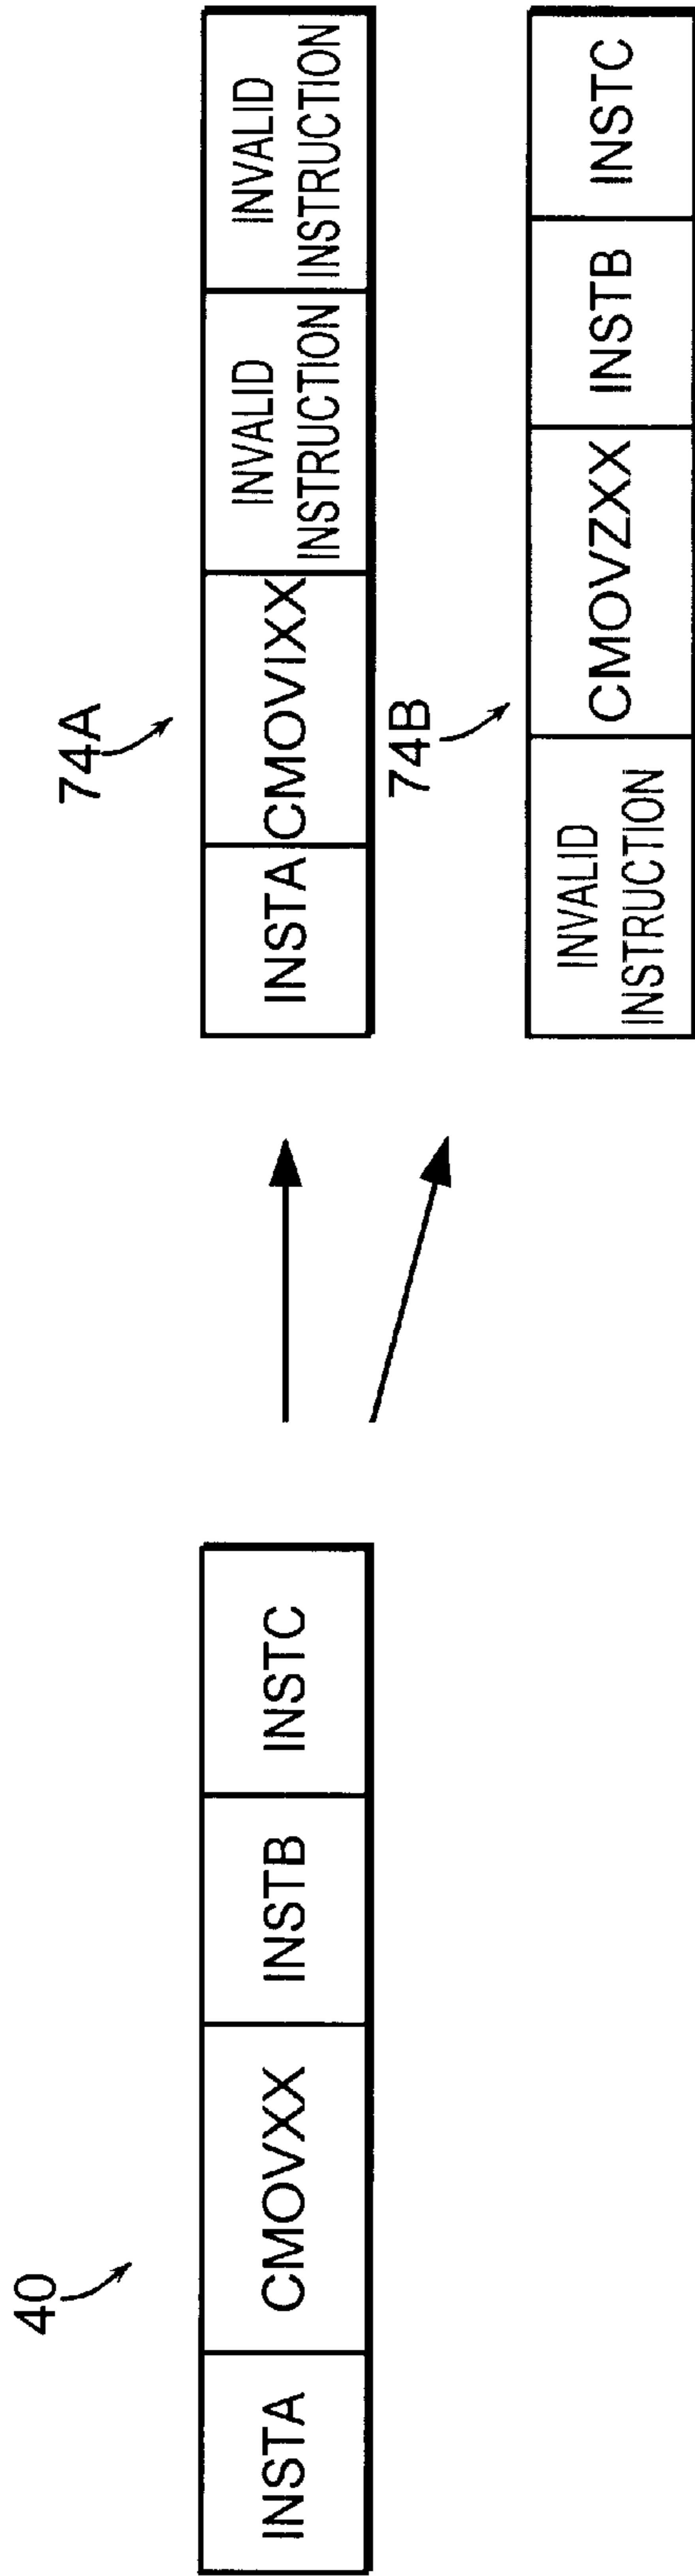 40
INSTA
CMOVXX
INSTB
INSTC
74A
INSTA
CMOVIXX
INVALID
INSTRUCTION
INVALID
INSTRUCTION
74B
INVALID
INSTRUCTION
CMOVZXX
INSTB
INSTC